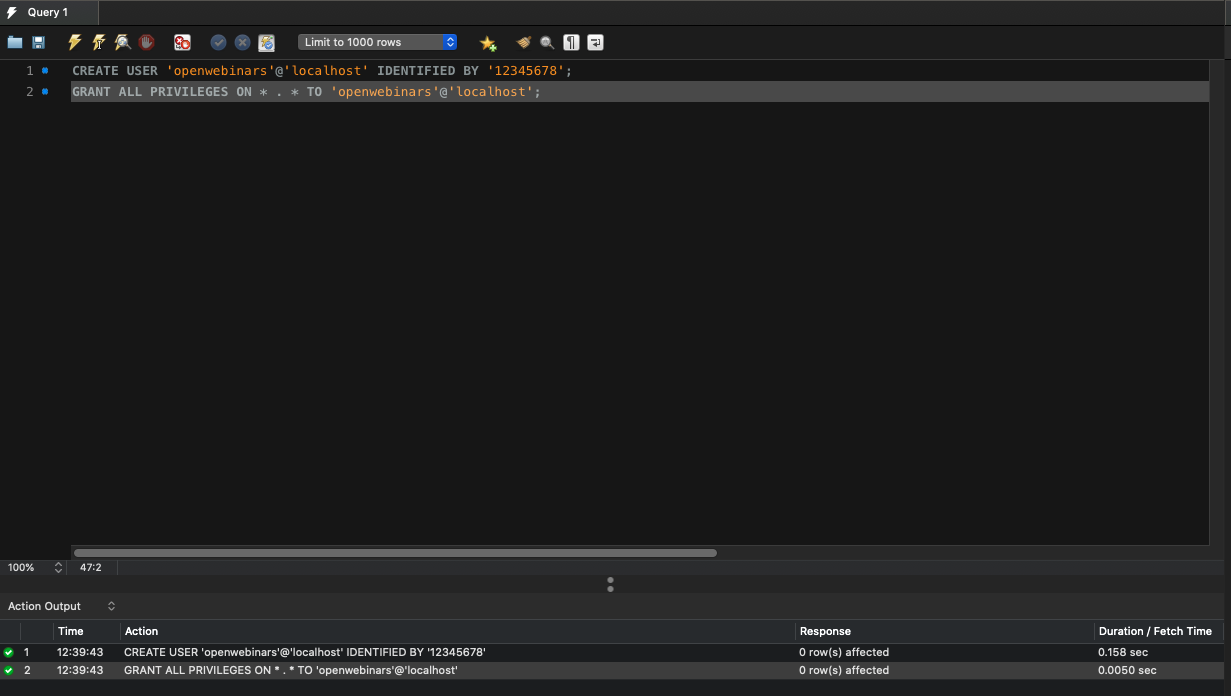 Query 1
Limit to 1000 rows
1 CREATE USER 'openwebinars'@'localhost' IDENTIFIED BY '12345678';
2 GRANT ALL PRIVILEGES ON * . * TO 'openwebinars'@'localhost';
100% 47:2
Action Output
Time Action Response Duration / Fetch Time
1 12:39:43 CREATE USER 'openwebinars'@'localhost' IDENTIFIED BY '12345678' 0 row(s) affected 0.158 sec
2 12:39:43 GRANT ALL PRIVILEGES ON * . * TO 'openwebinars'@'localhost' 0 row(s) affected 0.0050 sec